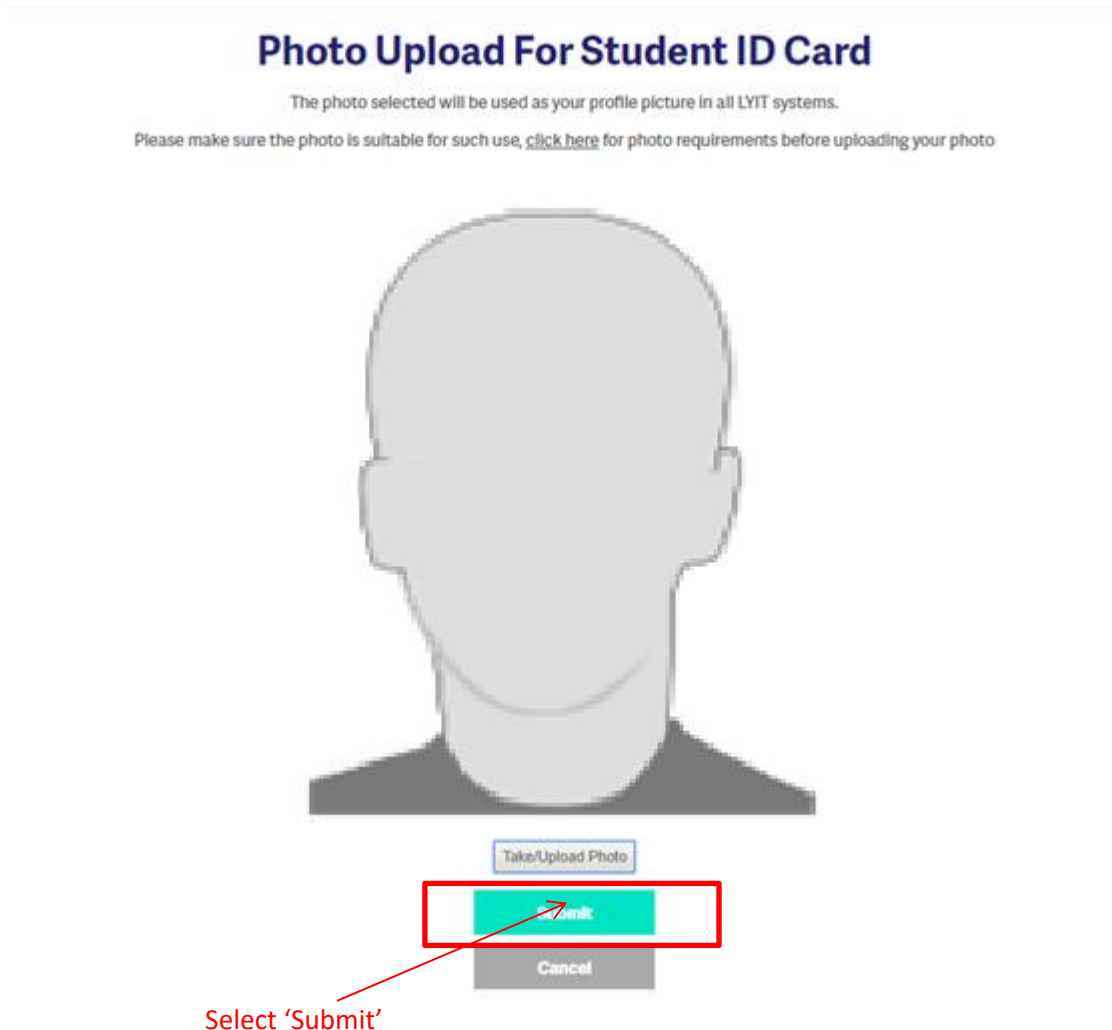 Photo Upload For Student ID Card
The photo selected will be used as your profile picture in all LYIT systems.
Please make sure the photo is suitable for such use, click here for photo requirements before uploading your photo
Take/Upload Photo
Submit
Cancel
Select ‘Submit’